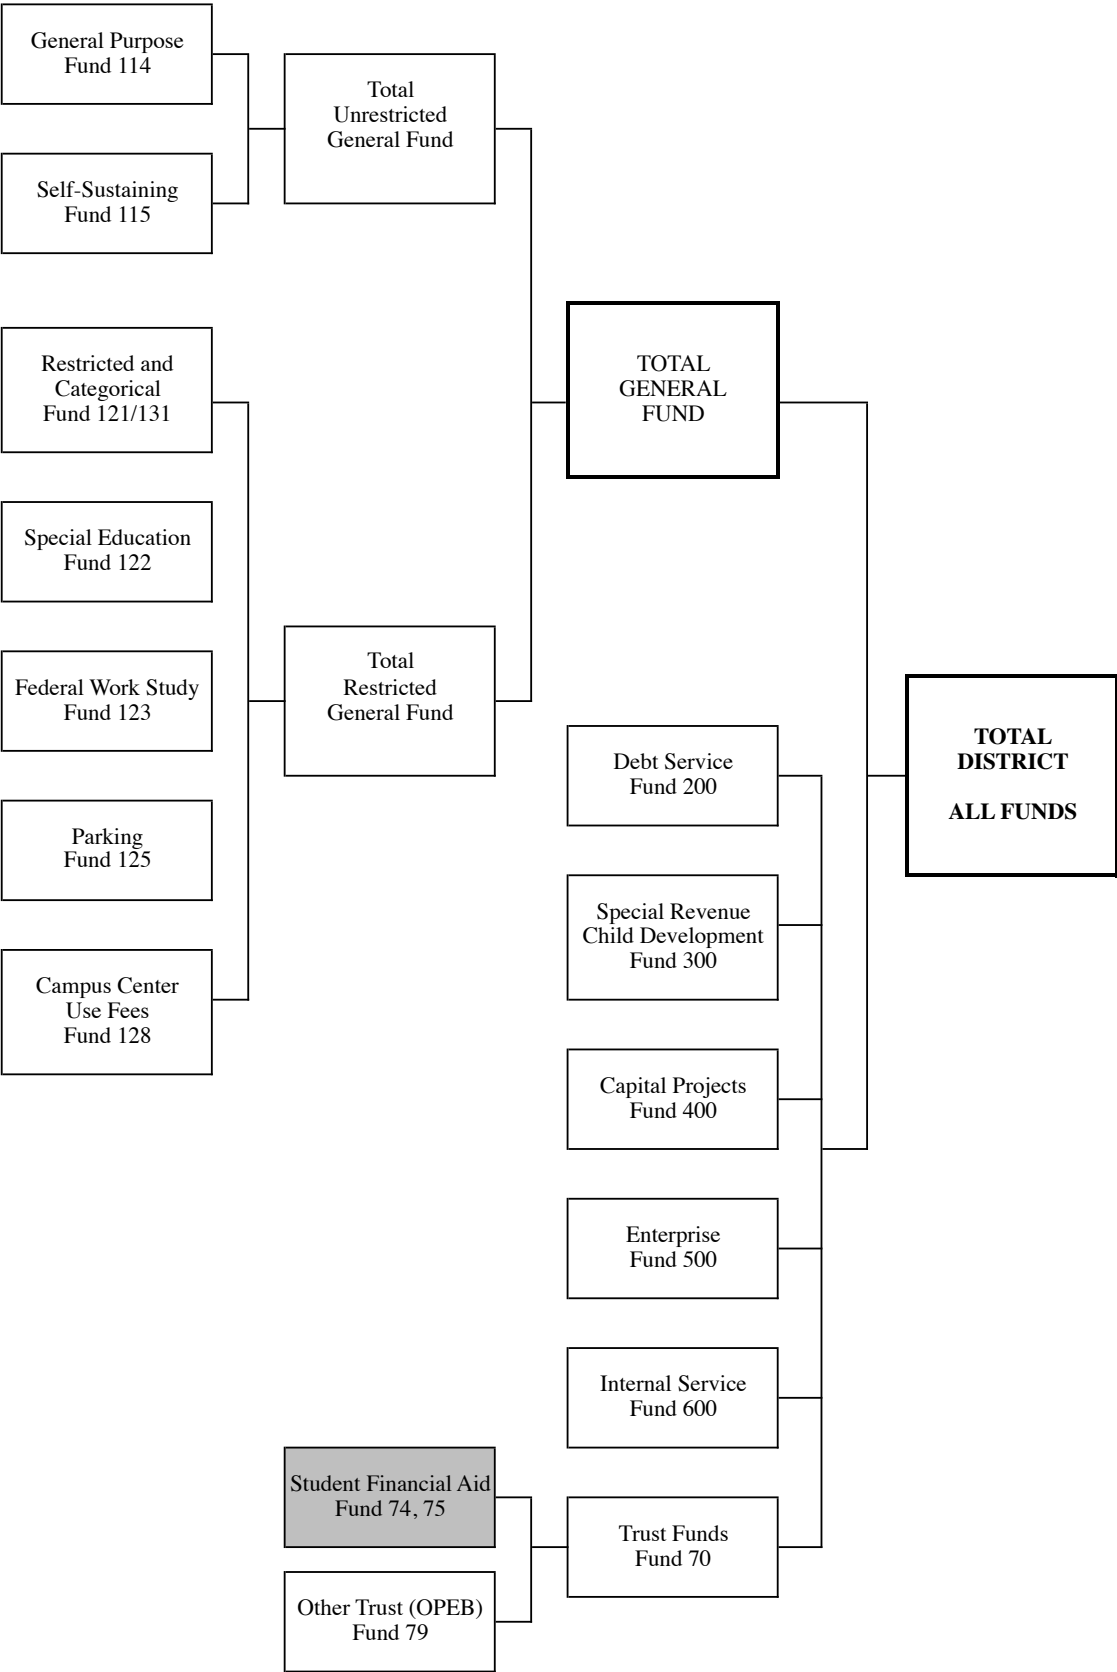 General Purpose
Fund 114
Total
Unrestricted
General Fund
Self-Sustaining
Fund 115
Restricted and
Categorical
Fund 121/131
TOTAL
GENERAL
FUND
Special Education
Fund 122
Federal Work Study
Fund 123
Total
Restricted
General Fund
Parking
Fund 125
Campus Center
Use Fees
Fund 128
Debt Service
Fund 200
TOTAL
DISTRICT
ALL FUNDS
Special Revenue
Child Development
Fund 300
Capital Projects
Fund 400
Enterprise
Fund 500
Internal Service
Fund 600
Student Financial Aid
Fund 74, 75
Trust Funds
Fund 70
Other Trust (OPEB)
Fund 79